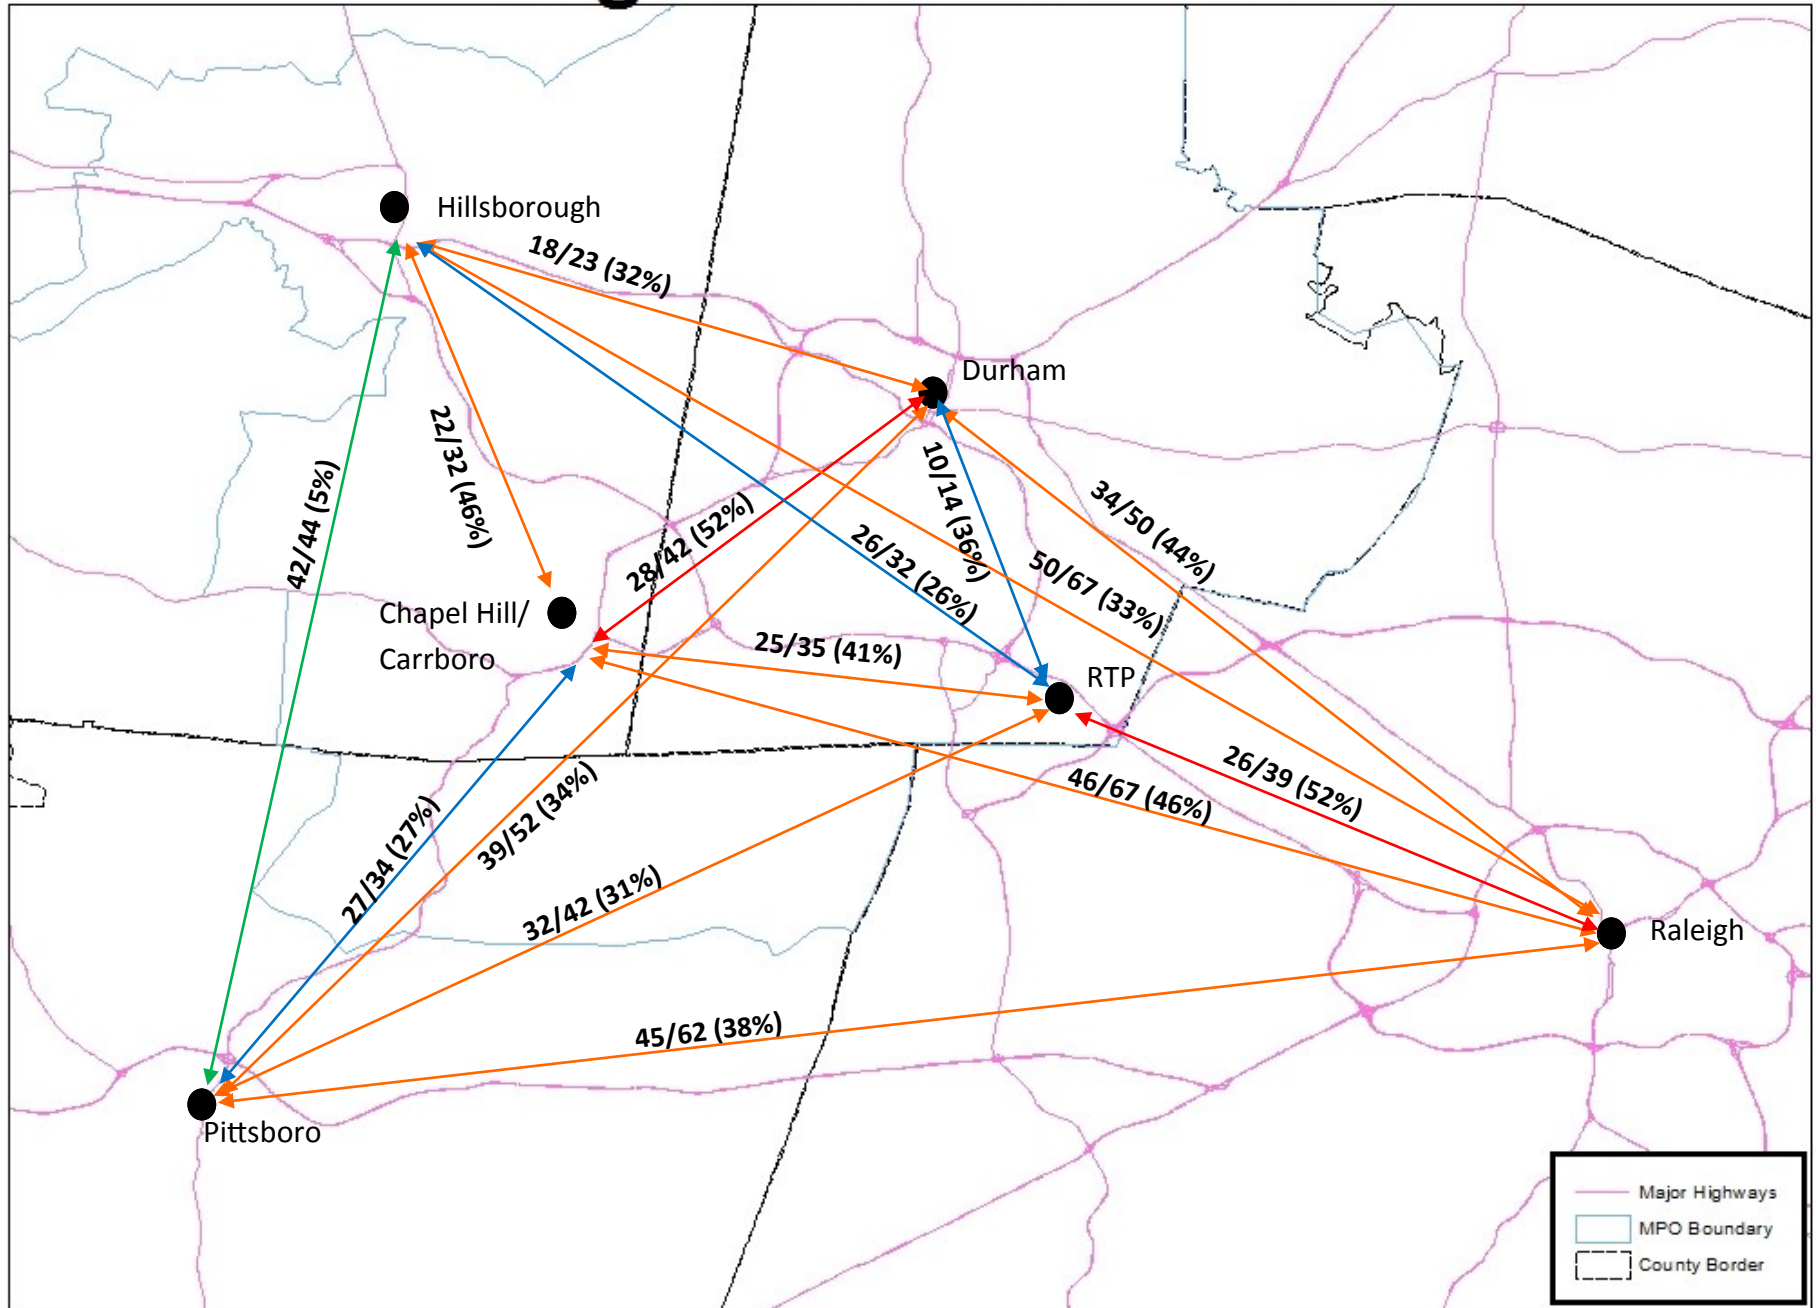 Hillsborough
18/23 (32%)
Durham
22/32 (46%)
42/44 (5%)
10/14 (36%)
34/50 (44%)
28/42 (52%)
26/32 (26%)
50/67 (33%)
Chapel Hill/
Carrboro
25/35 (41%)
RTP
26/39 (52%)
46/67 (46%)
39/52 (34%)
27/34 (27%)
32/42 (31%)
Raleigh
45/62 (38%)
Pittsboro
Major Highways
MPO Boundary
County Border